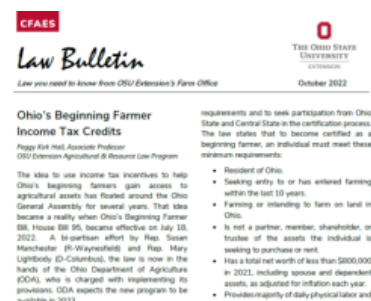 CFAES
Law Bulletin
THE OHIO STATE
UNIVERSITY
EXTENSION
Law you need to know from OSU Extension's Farm Office
October 2022
Ohio's Beginning Farmer
Income Tax Credits
Peggy Kirk Hall, Associate Professor
OSU Extension Agricultural & Resource Law Program
The idea to use income tax incentives to help
Ohio's beginning farmers gain access to
agricultural assets has floated around the Ohio
General Assembly for several years. That idea
became a reality when Ohio's Beginning Farmer
Bill, House Bill 95, became effective on July 18,
2022. A bi-partisan effort by Rep. Susan
Manchester (R-Waynesfield) and Rep. Mary
Lightbody (D-Columbus), the law is now in the
hands of the Ohio Department of Agriculture
(ODA), who is charged with implementing its
provisions. ODA expects the new program to be
available in 2023.
requirements and to seek participation from Ohio
State and Central State in the certification process.
The law states that to become certified as a
beginning farmer, an individual must meet these
minimum requirements:
• Resident of Ohio.
• Seeking entry to or has entered farming
within the last 10 years.
• Farming or intending to farm on land in
Ohio.
• Is not a partner, member, shareholder, or
trustee of the assets the individual is
seeking to purchase or rent.
• Has a total net worth of less than $800,000
in 2021, including spouse and dependent
assets, as adjusted for inflation each year.
• Provides majority of daily physical labor and